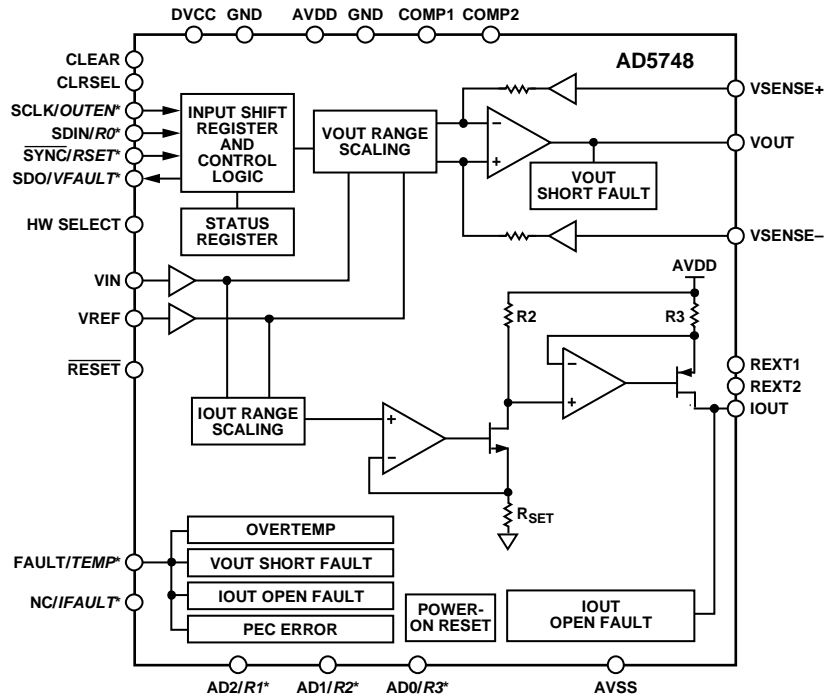 DVCC GND AVDD GND COMP1 COMP2
AD5748
CLEAR
CLRSEL
SCLK/OUTEN*
SDIN/R0*
SYNC/RSET*
SDO/VFAULT*
HW SELECT
VIN
VREF
RESET
INPUT SHIFT
REGISTER
AND
CONTROL
LOGIC
STATUS
REGISTER
VOUT RANGE
SCALING
−
+
VSENSE+
VOUT
VOUT
SHORT FAULT
VSENSE−
AVDD
R2
R3
−
+
REXT1
REXT2
IOUT
IOUT RANGE
SCALING
+
−
RSET
FAULT/TEMP*
NC/IFAULT*
OVERTEMP
VOUT SHORT FAULT
IOUT OPEN FAULT
PEC ERROR
POWER-
ON RESET
IOUT
OPEN FAULT
AD2/R1* AD1/R2* AD0/R3* AVSS